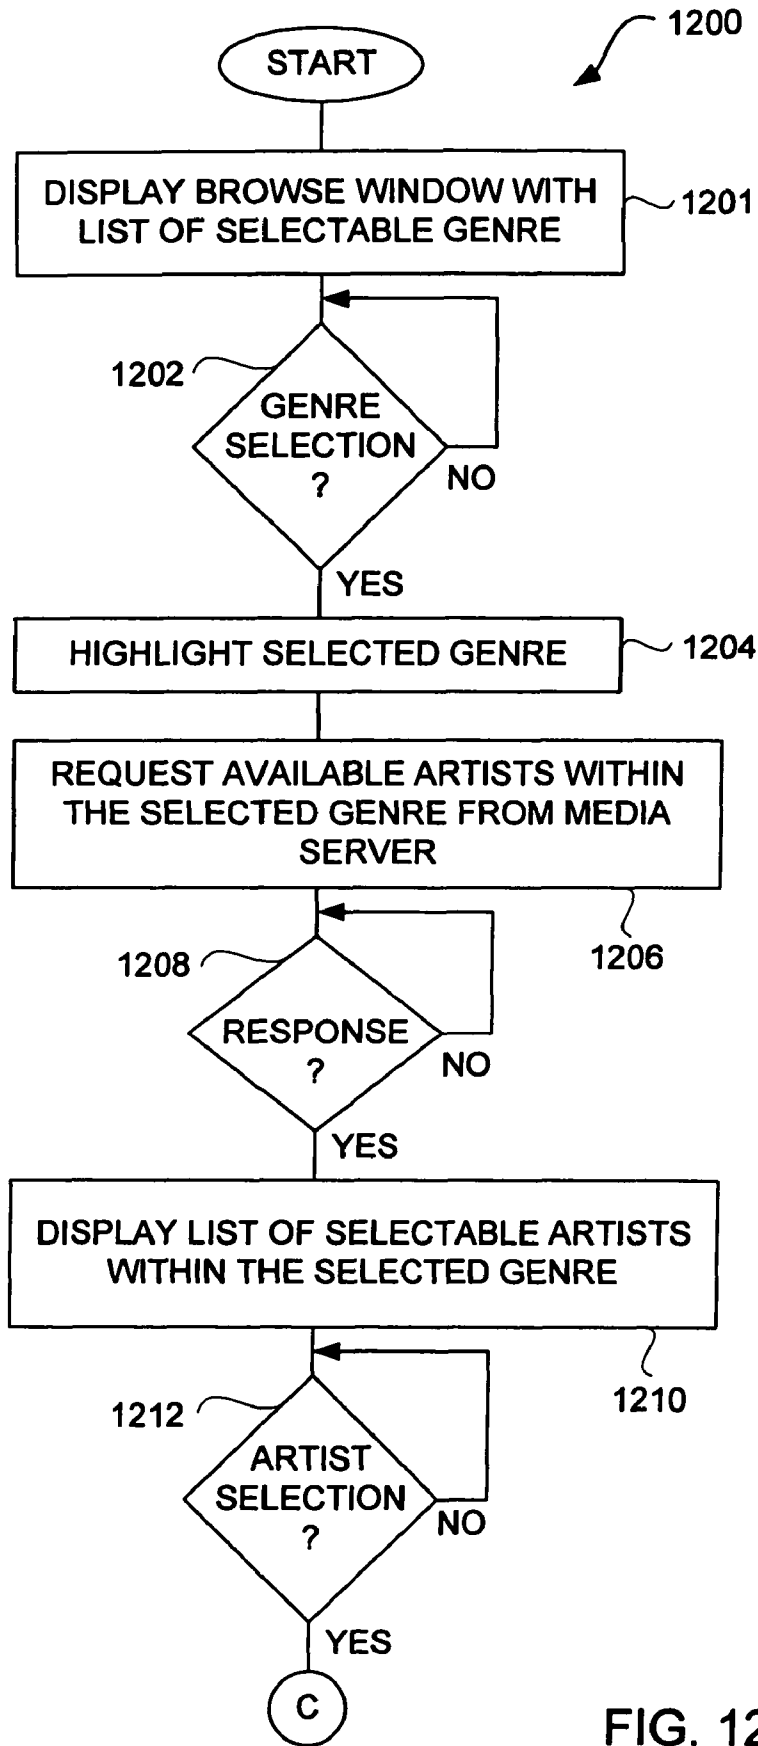 1200
START
DISPLAY BROWSE WINDOW WITH
LIST OF SELECTABLE GENRE
1201
1202
GENRE
SELECTION
?
NO
YES
HIGHLIGHT SELECTED GENRE
1204
REQUEST AVAILABLE ARTISTS WITHIN
THE SELECTED GENRE FROM MEDIA
SERVER
1206
1208
RESPONSE
?
NO
YES
DISPLAY LIST OF SELECTABLE ARTISTS
WITHIN THE SELECTED GENRE
1210
1212
ARTIST
SELECTION
?
NO
YES
C
FIG. 12